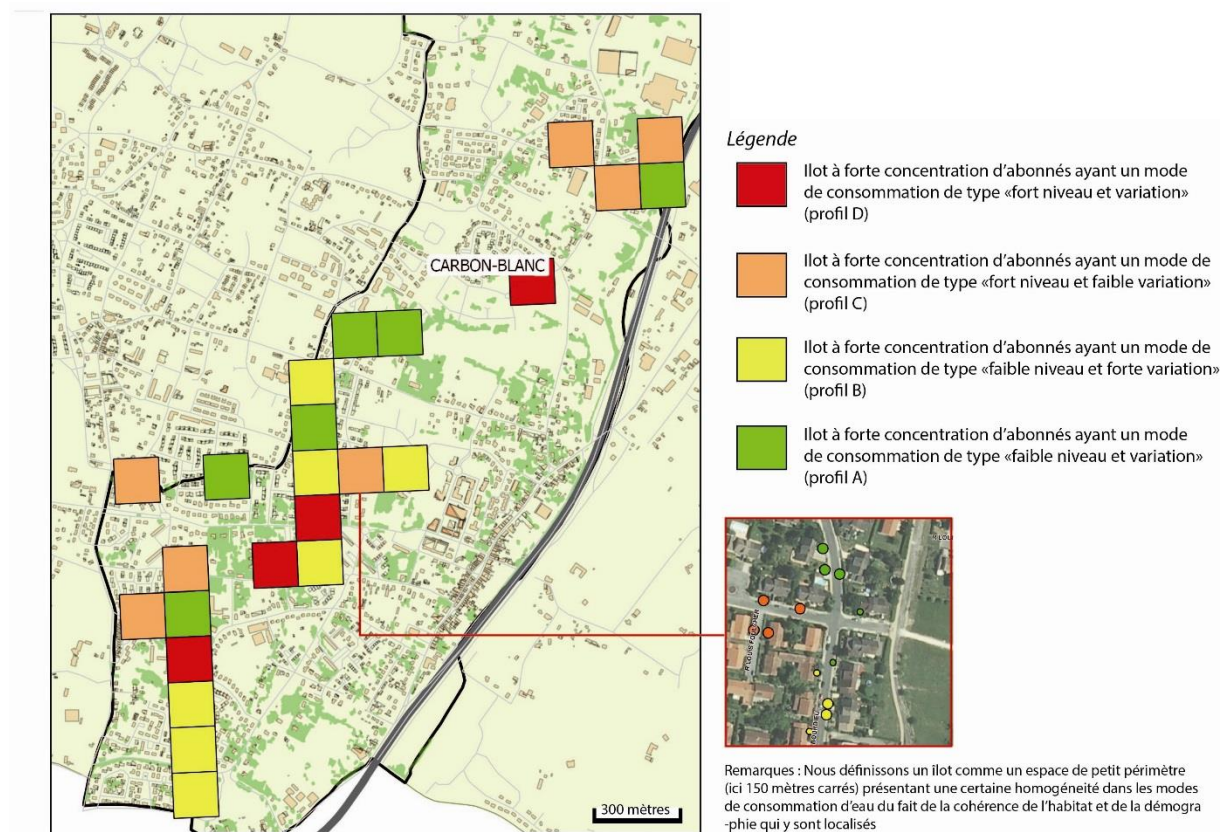 CARBON-BLANC
300 mètres
Légende
Ilot à forte concentration d'abonnés ayant un mode
de consommation de type «fort niveau et variation»
(profil D)
Ilot à forte concentration d'abonnés ayant un mode de
consommation de type «fort niveau et faible variation»
(profil C)
Ilot à forte concentration d'abonnés ayant un mode de
consommation de type «faible niveau et forte variation»
(profil B)
Ilot à forte concentration d'abonnés ayant un mode
de consommation de type «faible niveau et variation»
(profil A)
R LOUI
Remarques : Nous définissons un îlot comme un espace de petit périmètre
(ici 150 mètres carrés) présentant une certaine homogénéité dans les modes
de consommation d'eau du fait de la cohérence de l'habitat et de la démogra
-phie qui y sont localisés